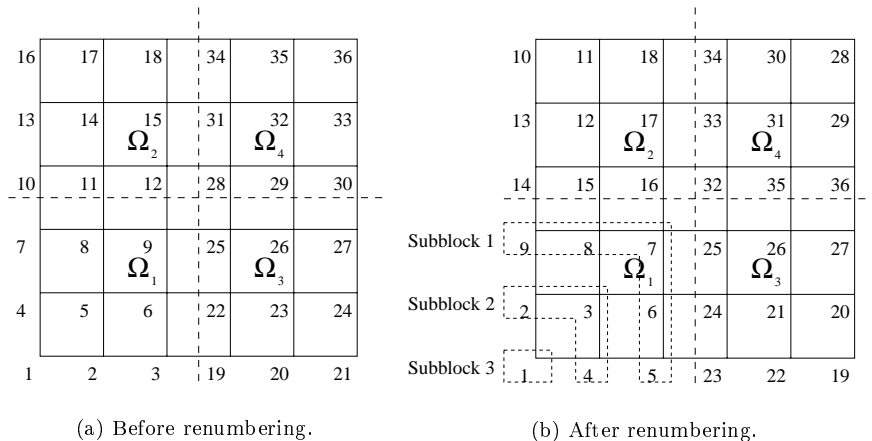 16 17 18 34 35 36
13 14 15 31 32 33
Ω2 Ω4
10 11 12 28 29 30
7 8 9 25 26 27
Ω1 Ω3
4 5 6 22 23 24
1 2 3 19 20 21
(a) Before renumbering.
10 11 18 34 30 28
13 12 17 33 31 29
Ω2 Ω4
14 15 16 32 35 36
Subblock 1
9 8 7 25 26 27
Ω1 Ω3
Subblock 2
2 3 6 24 21 20
Subblock 3
1 4 5 23 22 19
(b) After renumbering.